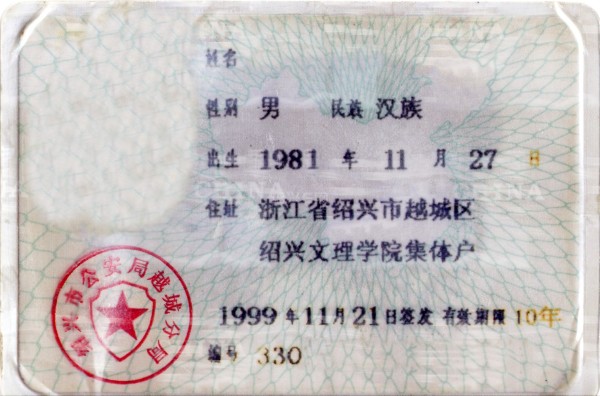 姓名
性别 男 民族 汉族
出生 1981 年 11 月 27 日
住址 浙江省绍兴市越城区
绍兴文理学院集体户
1999年11月21日签发 有效期限 10年
编号 330
绍兴市公安局越城分局